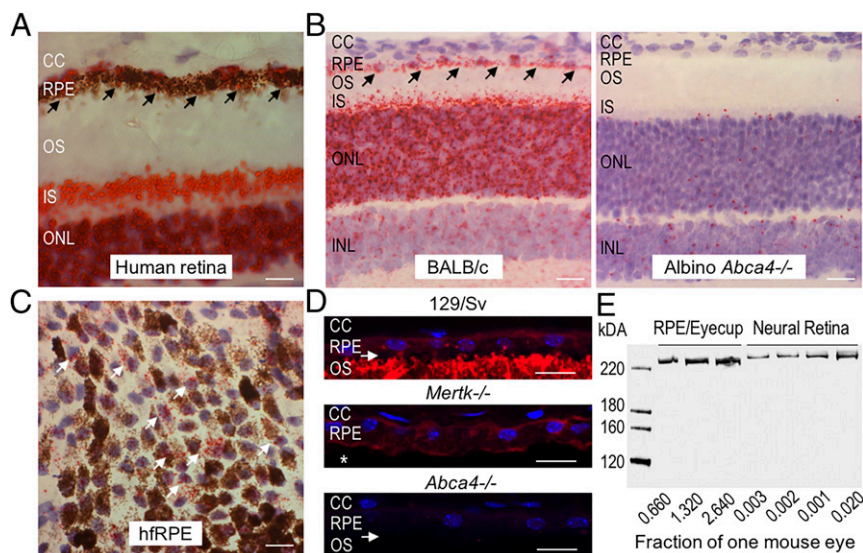 A
CC
RPE
OS
IS
ONL
Human retina
B
CC
RPE
OS
IS
ONL
INL
BALB/c
CC
RPE
OS
IS
ONL
INL
Albino Abca4-/-
C
hfRPE
D
129/Sv
CC
RPE
OS
Mertk-/-
CC
RPE
*
Abca4-/-
CC
RPE
OS
E
kDA
RPE/Eyecup
Neural Retina
220
180
160
120
0.660
1.320
2.640
0.003
0.002
0.001
0.020
Fraction of one mouse eye